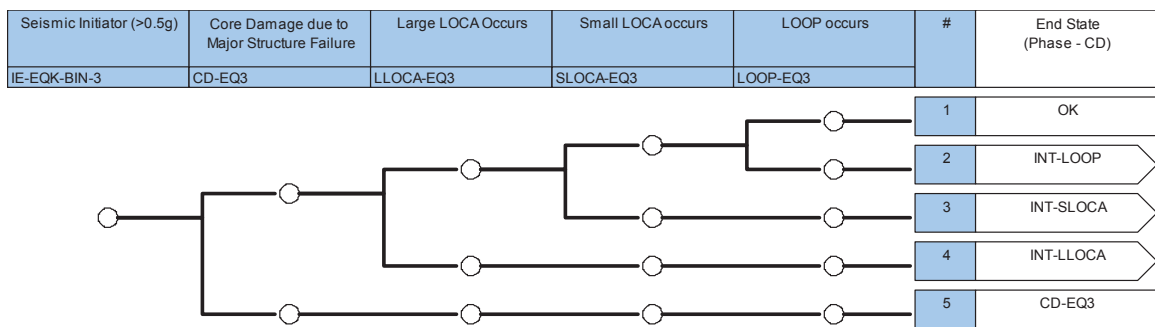 Seismic Initiator (>0.5g)
Core Damage due to
Major Structure Failure
Large LOCA Occurs
Small LOCA occurs
LOOP occurs
#
End State
(Phase - CD)
IE-EQK-BIN-3
CD-EQ3
LLOCA-EQ3
SLOCA-EQ3
LOOP-EQ3
1
OK
2
INT-LOOP
3
INT-SLOCA
4
INT-LLOCA
5
CD-EQ3